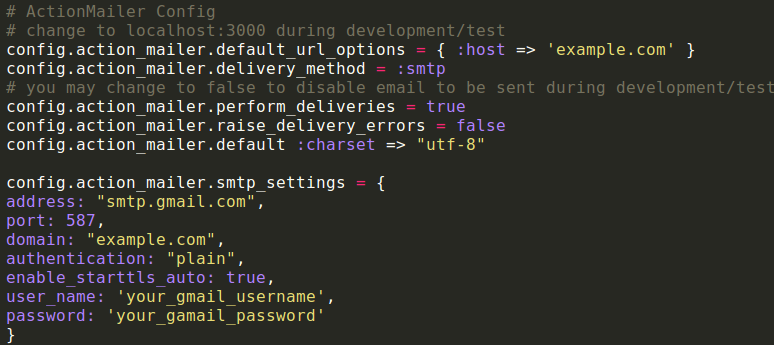 # ActionMailer Config
# change to localhost:3000 during development/test
config.action_mailer.default_url_options = { :host => 'example.com' }
config.action_mailer.delivery_method = :smtp
# you may change to false to disable email to be sent during development/test
config.action_mailer.perform_deliveries = true
config.action_mailer.raise_delivery_errors = false
config.action_mailer.default :charset => "utf-8"
config.action_mailer.smtp_settings = {
address: "smtp.gmail.com",
port: 587,
domain: "example.com",
authentication: "plain",
enable_starttls_auto: true,
user_name: 'your_gmail_username',
password: 'your_gamail_password'
}